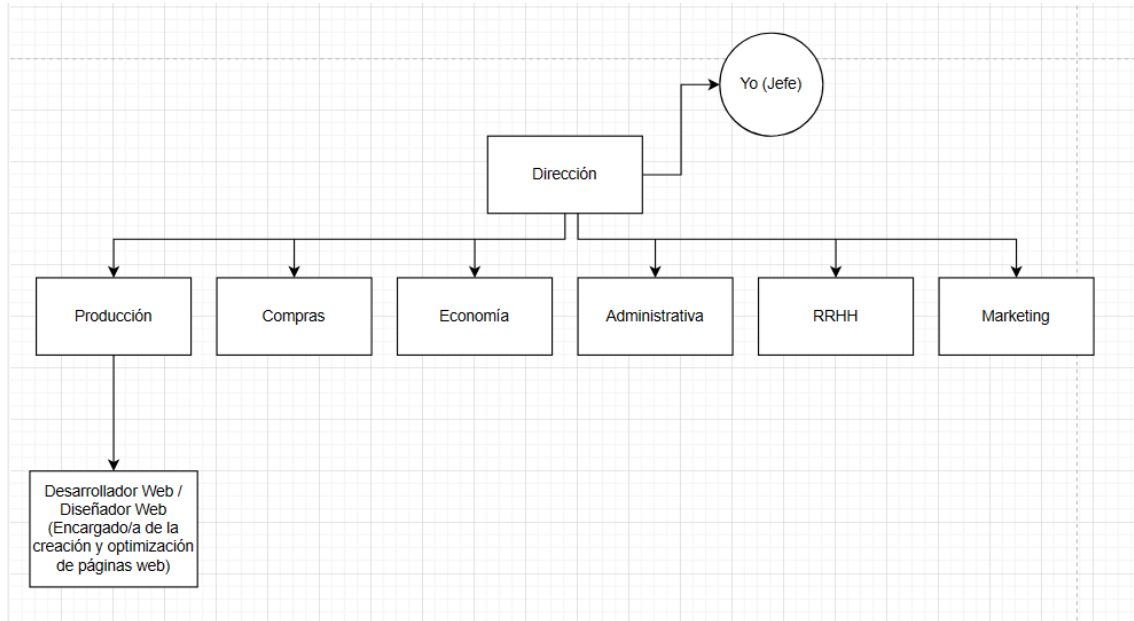 Yo (Jefe)
Dirección
Producción
Compras
Economía
Administrativa
RRHH
Marketing
Desarrollador Web /
Diseñador Web
(Encargado/a de la
creación y optimización
de páginas web)